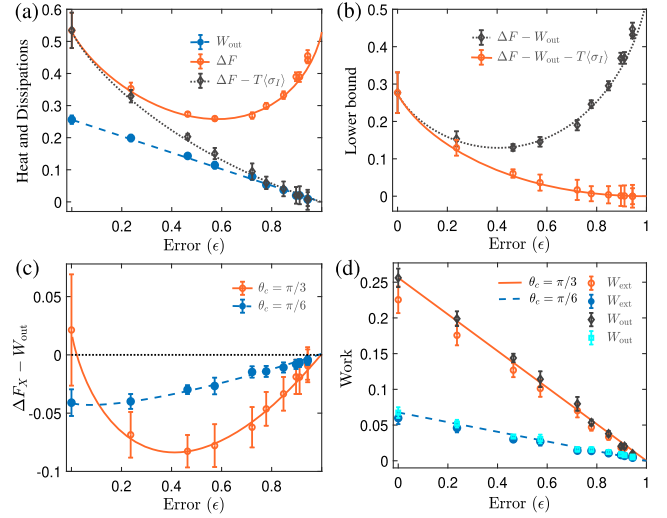 (a)
Heat and Dissipations
0.6
0.5
0.4
0.3
0.2
0.1
0
W_out
ΔF
ΔF − T⟨σ_I⟩
0 0.2 0.4 0.6 0.8 1
Error (ϵ)
(b)
Lower bound
0.5
0.4
0.3
0.2
0.1
0
ΔF − W_out
ΔF − W_out − T⟨σ_I⟩
0 0.2 0.4 0.6 0.8 1
Error (ϵ)
(c)
ΔF_X − W_out
0.05
0
-0.05
-0.1
θ_c = π/3
θ_c = π/6
0.2 0.4 0.6 0.8 1
Error (ϵ)
(d)
Work
0.25
0.2
0.15
0.1
0.05
0
θ_c = π/3
θ_c = π/6
W_ext
W_ext
W_out
W_out
0 0.2 0.4 0.6 0.8 1
Error (ϵ)